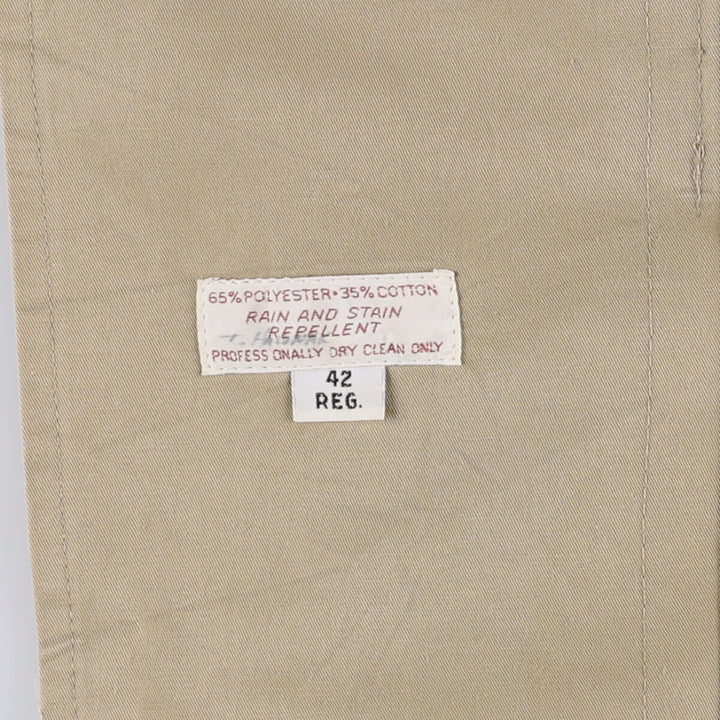 65% POLYESTER • 35% COTTON
RAIN AND STAIN
REPELLENT
PROFESS ONALLY DRY CLEAN ONLY
42
REG.